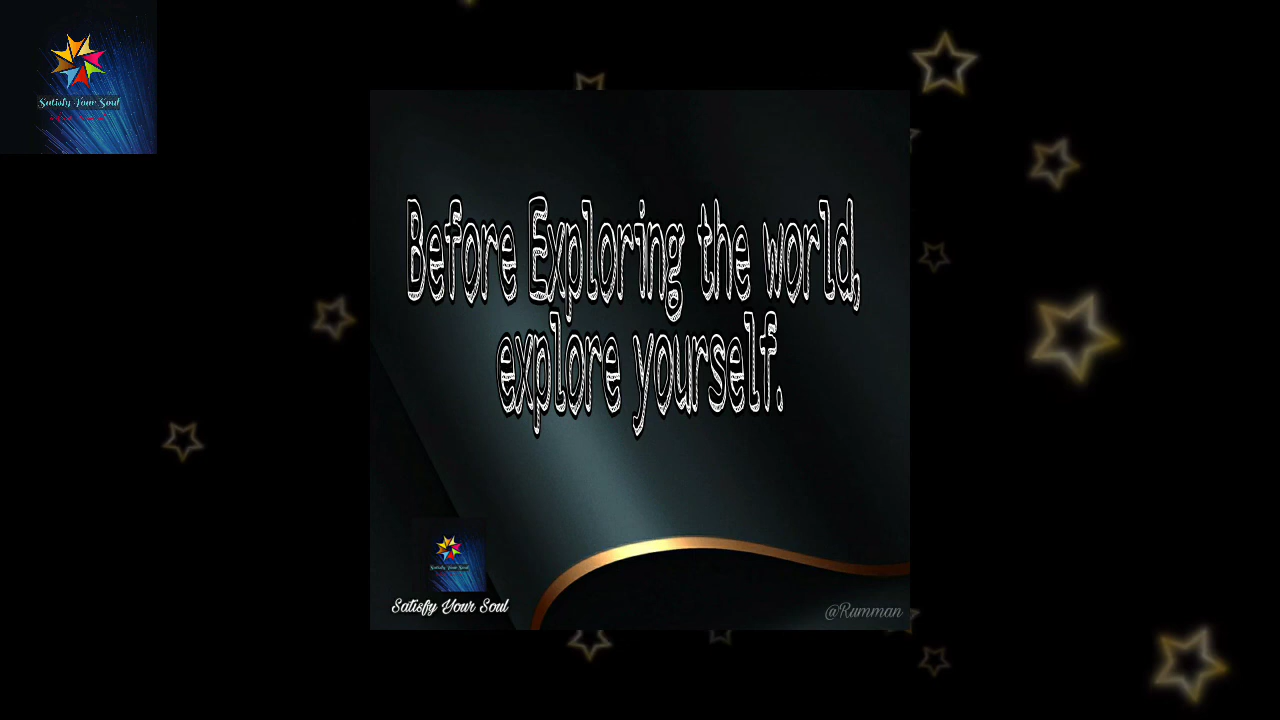 Satisfy Your Soul
Before Exploring the world,
explore yourself.
Satisfy Your Soul
Satisfy Your Soul
@Rumman